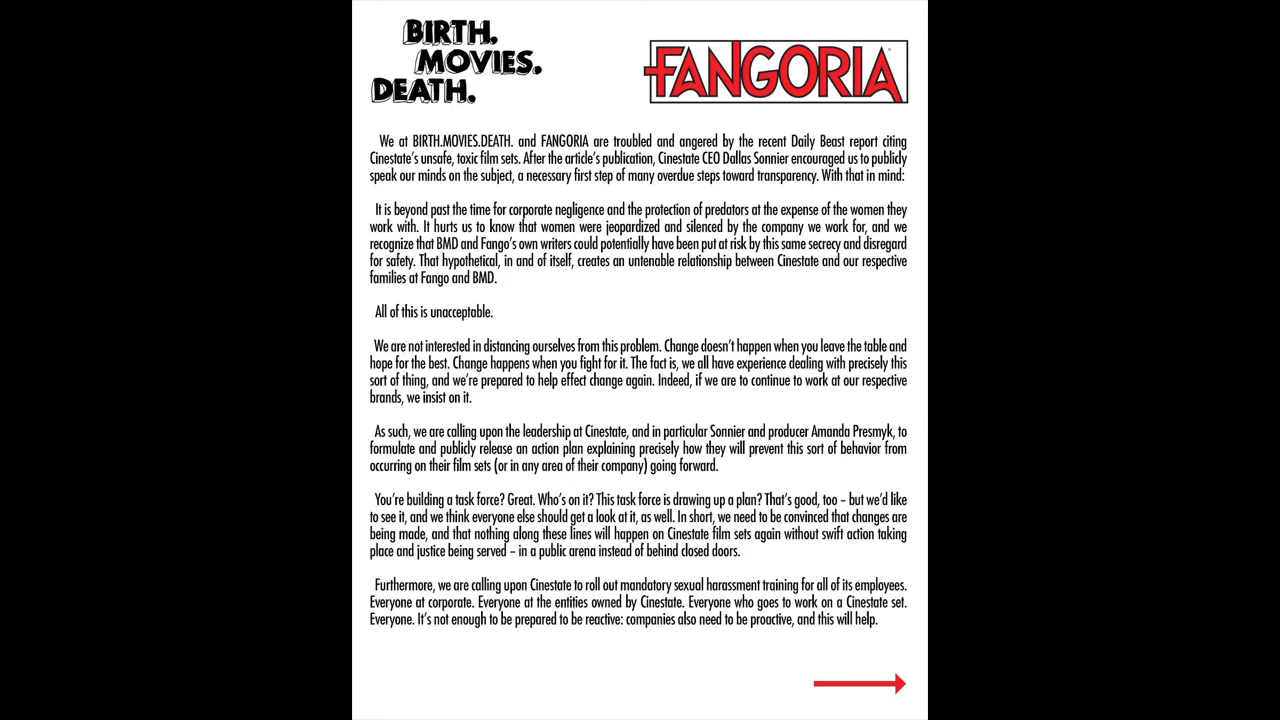 BIRTH.
MOVIES.
DEATH.
FANGORIA
We at BIRTH.MOVIES.DEATH. and FANGORIA are troubled and angered by the recent Daily Beast report citing
Cinestate's unsafe, toxic film sets. After the article's publication, Cinestate CEO Dallas Sonnier encouraged us to publicly
speak our minds on the subject, a necessary first step of many overdue steps toward transparency. With that in mind:
It is beyond past the time for corporate negligence and the protection of predators at the expense of the women they
work with. It hurts us to know that women were jeopardized and silenced by the company we work for, and we
recognize that BMD and Fango's own writers could potentially have been put at risk by this same secrecy and disregard
for safety. That hypothetical, in and of itself, creates an untenable relationship between Cinestate and our respective
families at Fango and BMD.
All of this is unacceptable.
We are not interested in distancing ourselves from this problem. Change doesn't happen when you leave the table and
hope for the best. Change happens when you fight for it. The fact is, we all have experience dealing with precisely this
sort of thing, and we're prepared to help effect change again. Indeed, if we are to continue to work at our respective
brands, we insist on it.
As such, we are calling upon the leadership at Cinestate, and in particular Sonnier and producer Amanda Presmyk, to
formulate and publicly release an action plan explaining precisely how they will prevent this sort of behavior from
occurring on their film sets (or in any area of their company) going forward.
You're building a task force? Great. Who's on it? This task force is drawing up a plan? That's good, too – but we'd like
to see it, and we think everyone else should get a look at it, as well. In short, we need to be convinced that changes are
being made, and that nothing along these lines will happen on Cinestate film sets again without swift action taking
place and justice being served – in a public arena instead of behind closed doors.
Furthermore, we are calling upon Cinestate to roll out mandatory sexual harassment training for all of its employees.
Everyone at corporate. Everyone at the entities owned by Cinestate. Everyone who goes to work on a Cinestate set.
Everyone. It's not enough to be prepared to be reactive: companies also need to be proactive, and this will help.